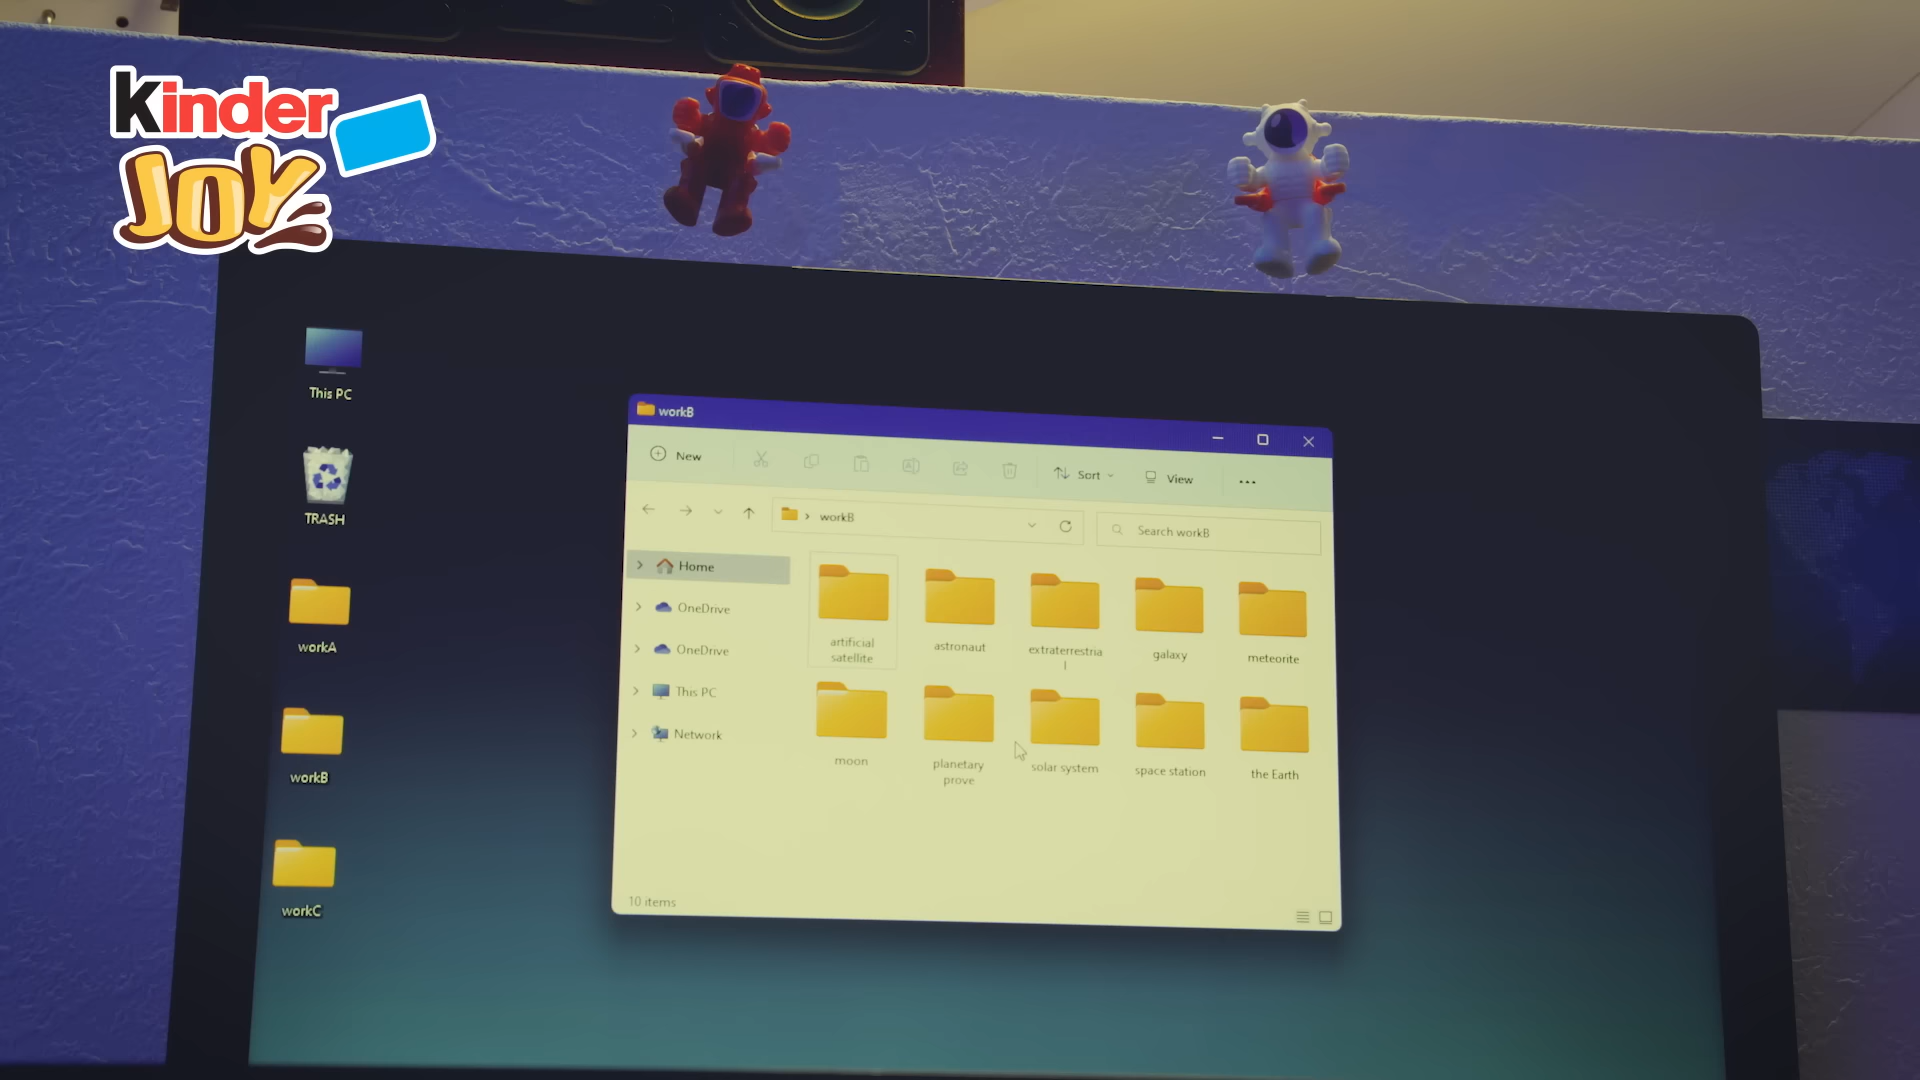 kinder
JOY
This PC
TRASH
workA
workB
workC
workB
New
Sort
View
workB
Search workB
Home
OneDrive
OneDrive
This PC
Network
artificial
satellite
astronaut
extraterrestria
l
galaxy
meteorite
moon
planetary
prove
solar system
space station
the Earth
10 items